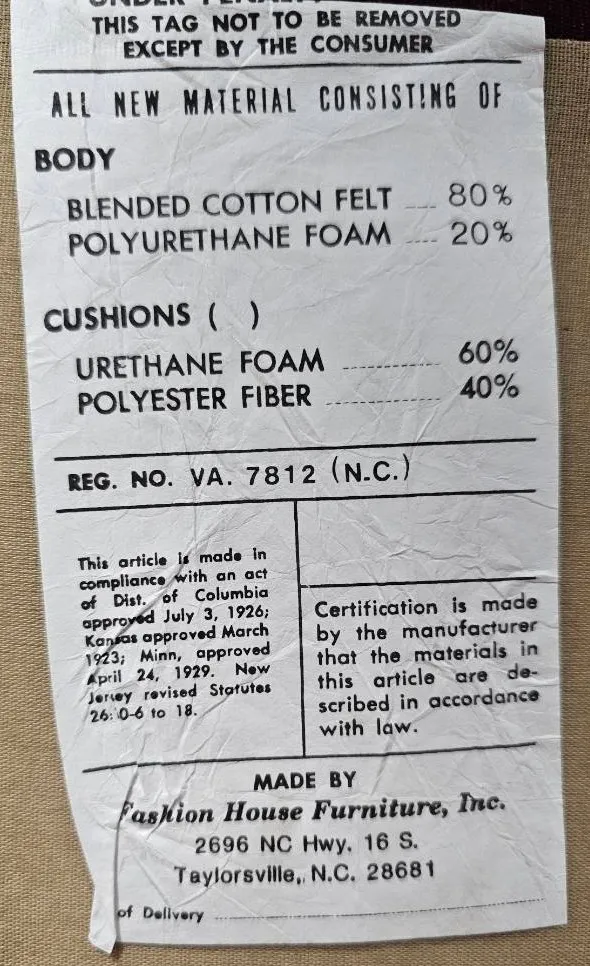 UNDER PENALTY
THIS TAG NOT TO BE REMOVED
EXCEPT BY THE CONSUMER
ALL NEW MATERIAL CONSISTING OF
BODY
BLENDED COTTON FELT .... 80%
POLYURETHANE FOAM .... 20%
CUSHIONS ( )
URETHANE FOAM ............ 60%
POLYESTER FIBER .............. 40%
REG. NO. VA. 7812 (N.C.)
This article is made in
compliance with an act
of Dist. of Columbia
approved July 3, 1926;
Kansas approved March
1923; Minn, approved
April 24, 1929. New
Jersey revised Statutes
26: 0-6 to 18.
Certification is made
by the manufacturer
that the materials in
this article are de-
scribed in accordance
with law.
MADE BY
Fashion House Furniture, Inc.
2696 NC Hwy. 16 S.
Taylorsville, N.C. 28681
of Delivery ..............................